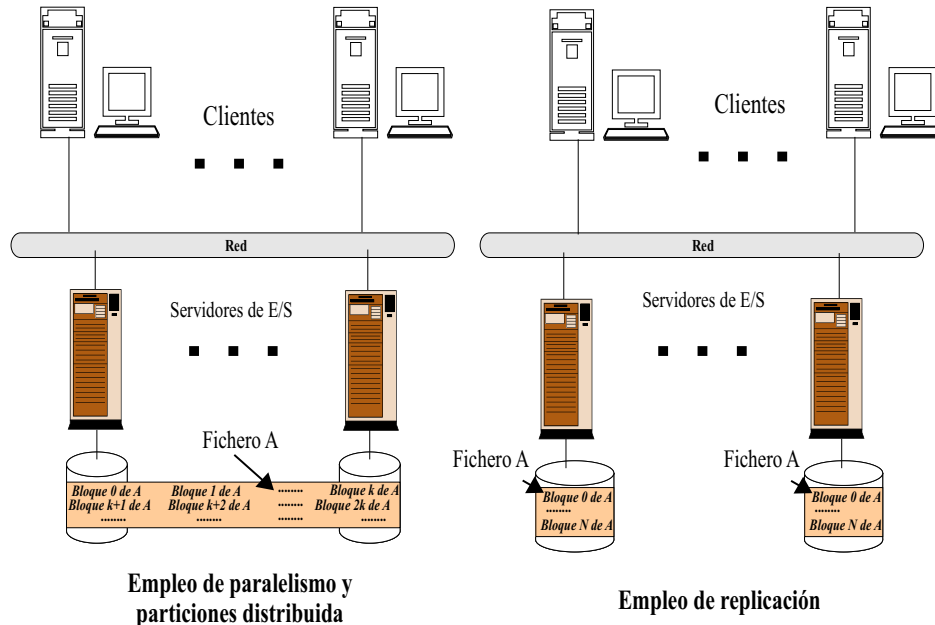 Clientes
Red
Servidores de E/S
Fichero A
Bloque 0 de A
Bloque 1 de A
........
Bloque k de A
Bloque k+1 de A
Bloque k+2 de A
........
Bloque 2k de A
........
........
........
........
Empleo de paralelismo y
particiones distribuida
Clientes
Red
Servidores de E/S
Fichero A
Bloque 0 de A
........
Bloque N de A
Fichero A
Bloque 0 de A
........
Bloque N de A
Empleo de replicación